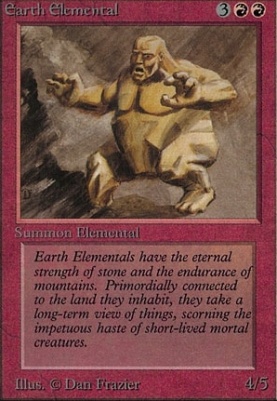 Earth Elemental 3
Summon Elemental
Earth Elementals have the eternal
strength of stone and the endurance of
mountains. Primordially connected
to the land they inhabit, they take a
long-term view of things, scorning the
impetuous haste of short-lived mortal
creatures.
Illus. © Dan Frazier 4/5